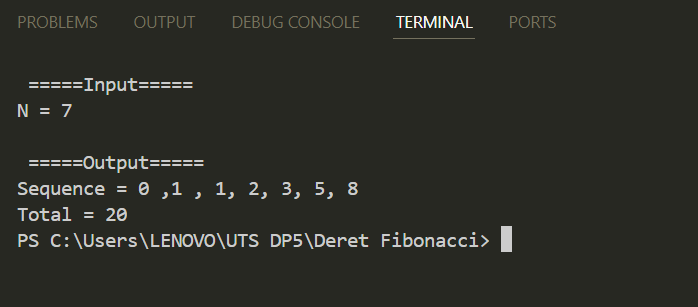 PROBLEMS OUTPUT DEBUG CONSOLE TERMINAL PORTS
=====Input=====
N = 7
=====Output=====
Sequence = 0 ,1 , 1, 2, 3, 5, 8
Total = 20
PS C:\Users\LENOVO\UTS DP5\Deret Fibonacci>